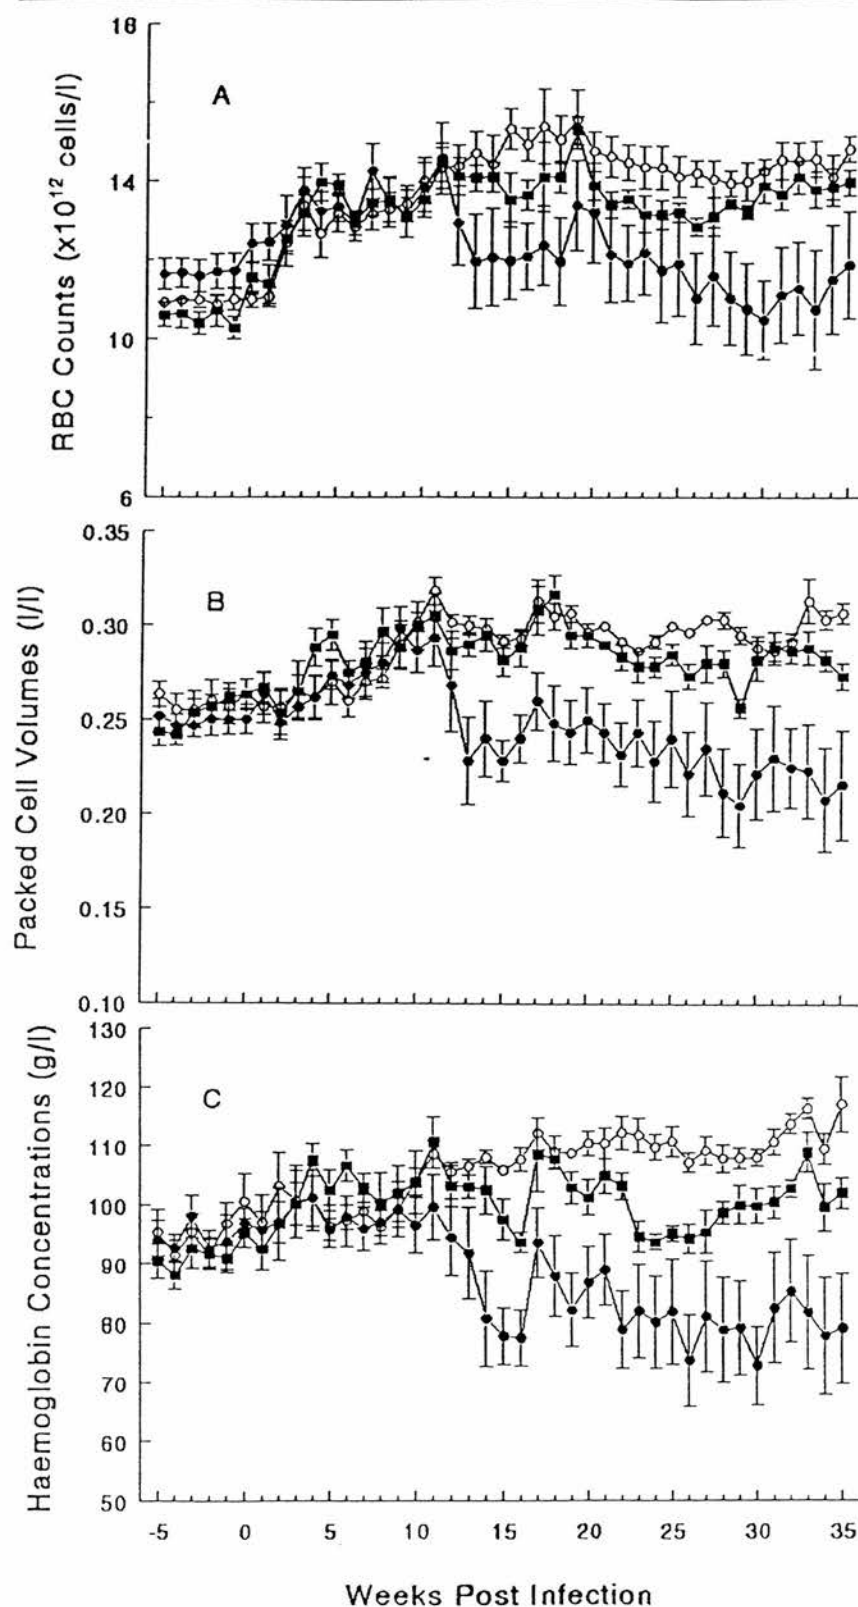 18
A
14
10
6
RBC Counts (x10¹² cells/l)
0.35
B
0.30
0.25
0.20
0.15
0.10
Packed Cell Volumes (l/l)
130
120
C
110
100
90
80
70
60
50
Haemoglobin Concentrations (g/l)
-5 0 5 10 15 20 25 30 35
Weeks Post Infection